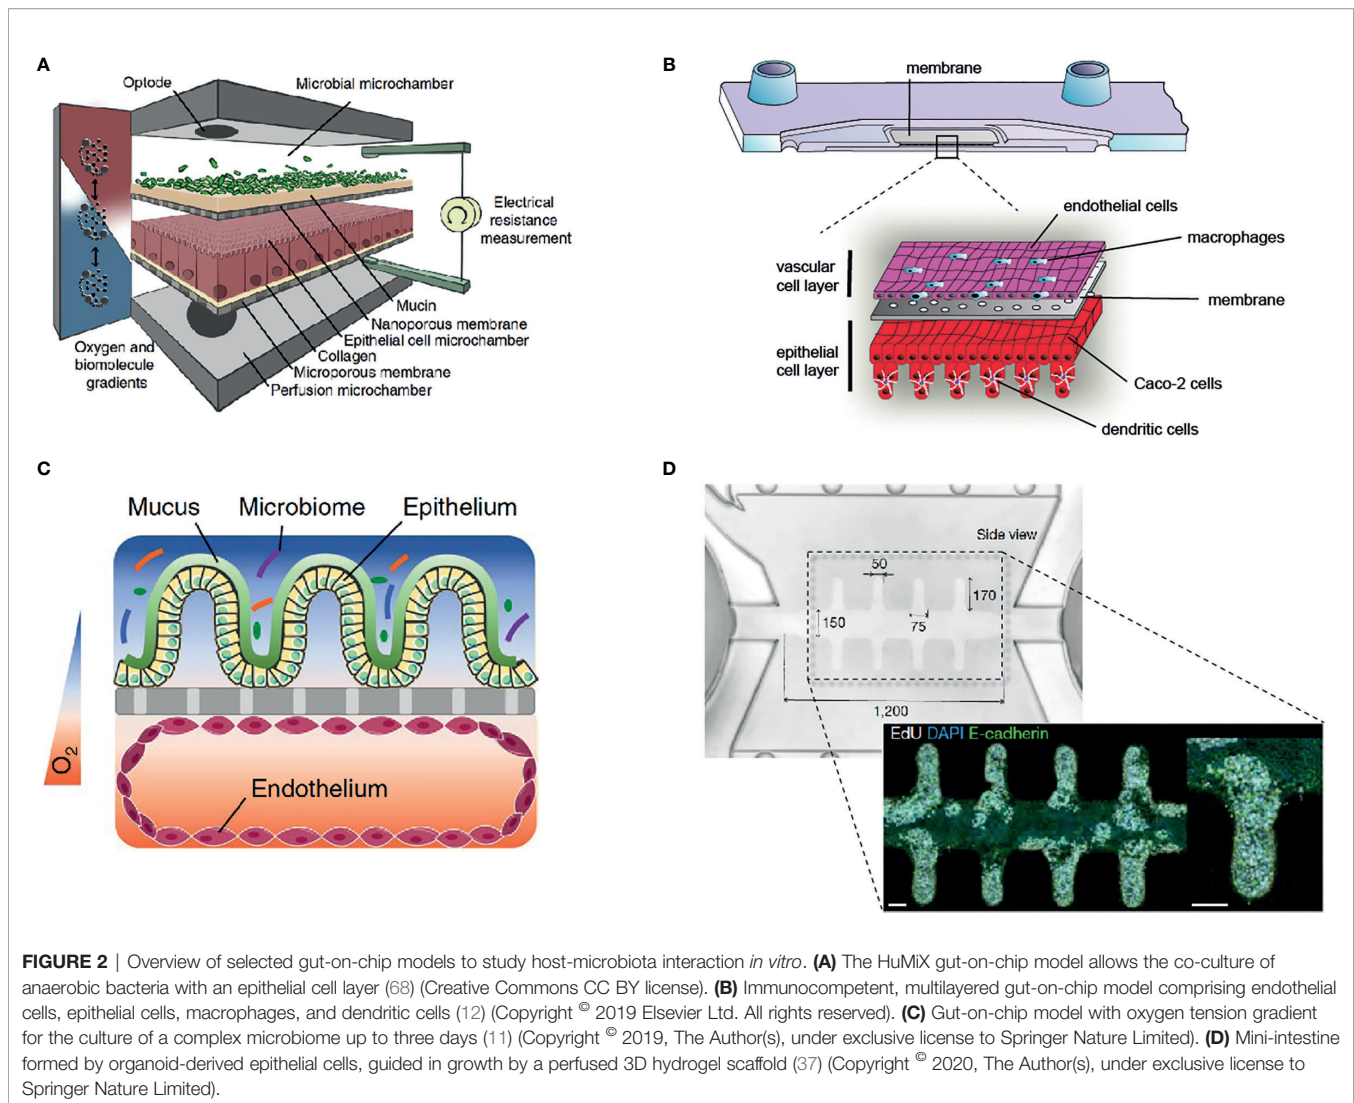 A
Optode
Microbial microchamber
Electrical
resistance
measurement
Mucin
Nanoporous membrane
Epithelial cell microchamber
Collagen
Microporous membrane
Perfusion microchamber
Oxygen and
biomolecule
gradients
B
membrane
endothelial cells
macrophages
vascular
cell layer
membrane
epithelial
cell layer
Caco-2 cells
dendritic cells
C
Mucus
Microbiome
Epithelium
O2
Endothelium
D
Side view
50
170
150
75
1,200
EdU DAPI E-cadherin
FIGURE 2 | Overview of selected gut-on-chip models to study host-microbiota interaction in vitro. (A) The HuMiX gut-on-chip model allows the co-culture of
anaerobic bacteria with an epithelial cell layer (68) (Creative Commons CC BY license). (B) Immunocompetent, multilayered gut-on-chip model comprising endothelial
cells, epithelial cells, macrophages, and dendritic cells (12) (Copyright © 2019 Elsevier Ltd. All rights reserved). (C) Gut-on-chip model with oxygen tension gradient
for the culture of a complex microbiome up to three days (11) (Copyright © 2019, The Author(s), under exclusive license to Springer Nature Limited). (D) Mini-intestine
formed by organoid-derived epithelial cells, guided in growth by a perfused 3D hydrogel scaffold (37) (Copyright © 2020, The Author(s), under exclusive license to
Springer Nature Limited).